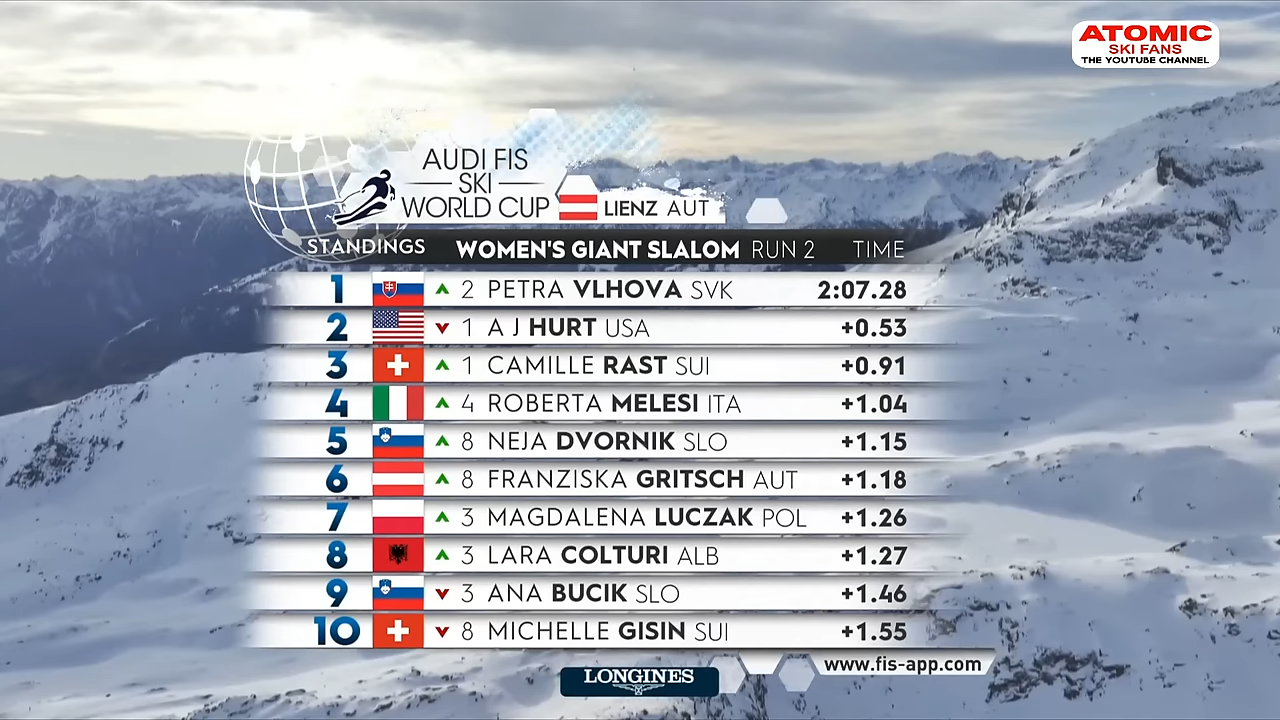 ATOMIC
SKI FANS
THE YOUTUBE CHANNEL
AUDI FIS
SKI
WORLD CUP
LIENZ AUT
STANDINGS WOMEN'S GIANT SLALOM RUN 2 TIME
1 2 PETRA VLHOVA SVK 2:07.28
2 1 A J HURT USA +0.53
3 1 CAMILLE RAST SUI +0.91
4 4 ROBERTA MELESI ITA +1.04
5 8 NEJA DVORNIK SLO +1.15
6 8 FRANZISKA GRITSCH AUT +1.18
7 3 MAGDALENA LUCZAK POL +1.26
8 3 LARA COLTURI ALB +1.27
9 3 ANA BUCIK SLO +1.46
10 8 MICHELLE GISIN SUI +1.55
www.fis-app.com
LONGINES